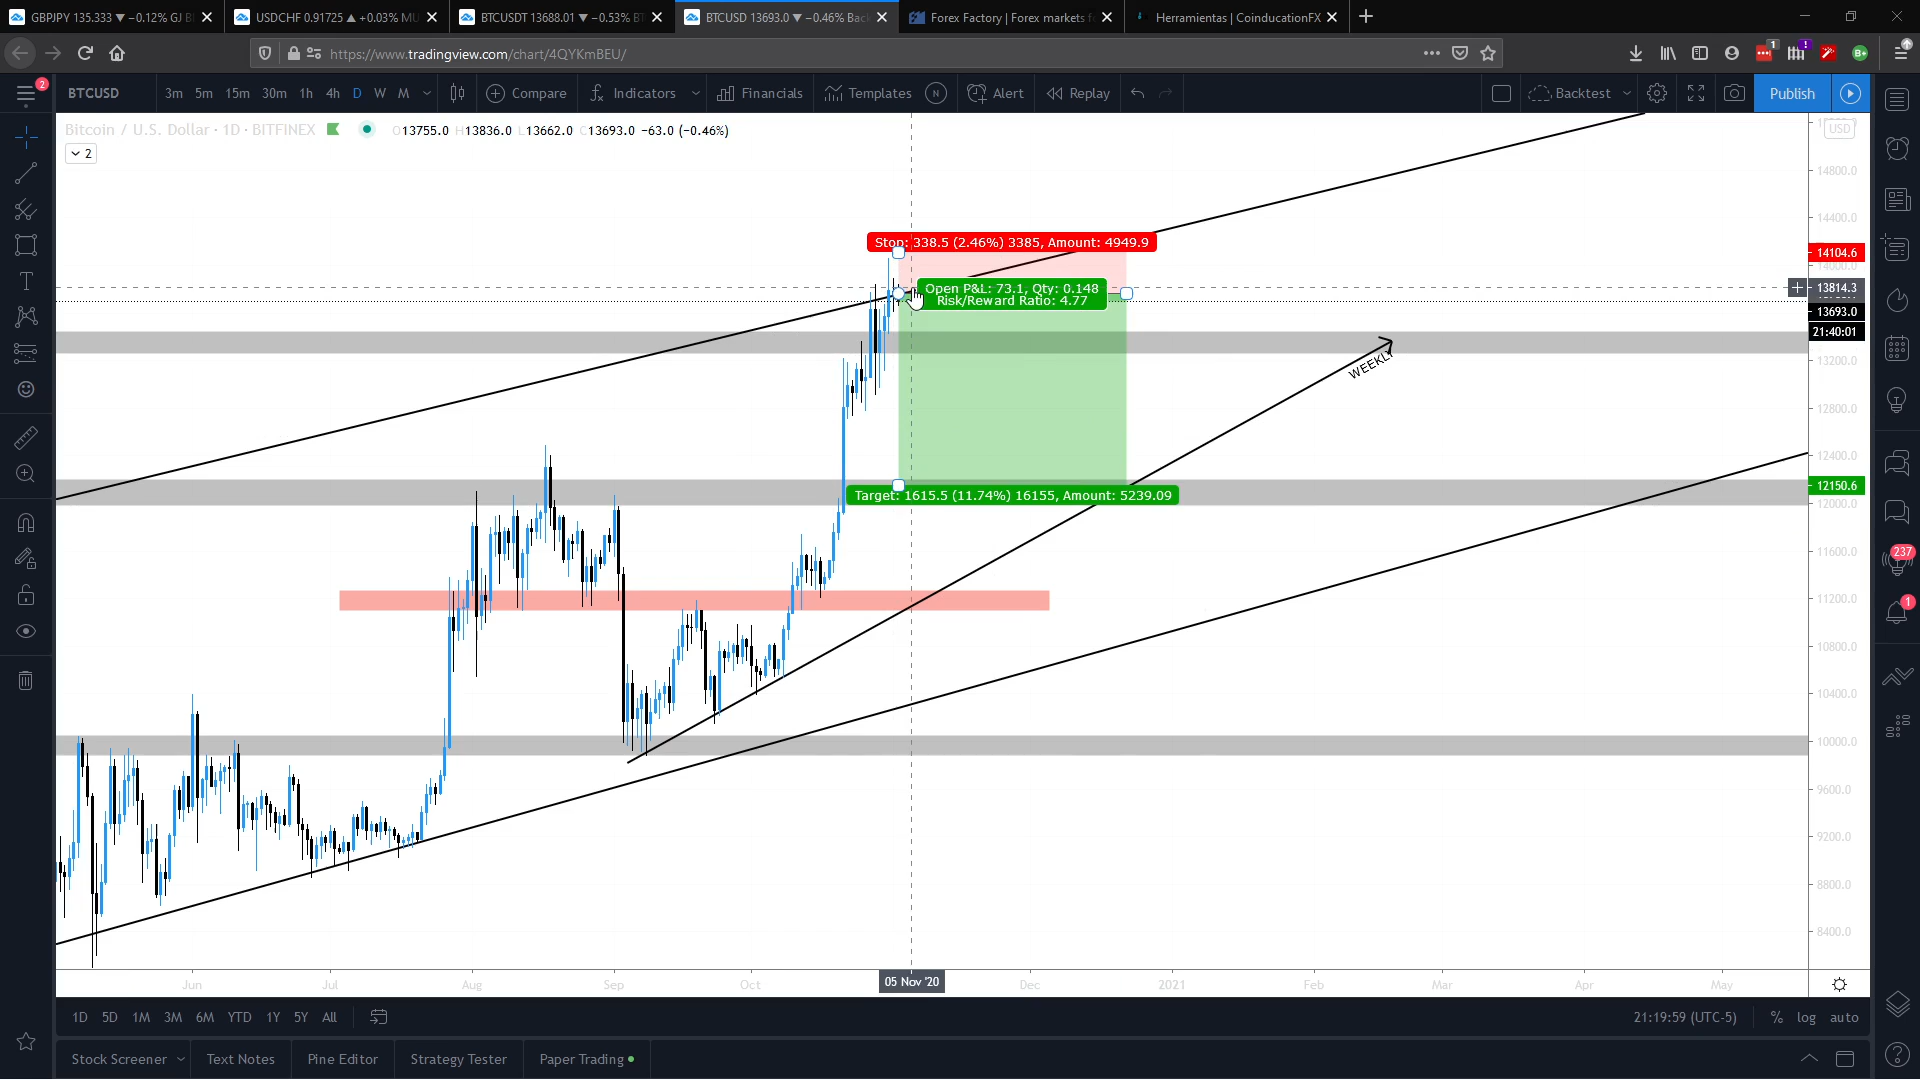 GBPJPY 135.333 ▼ −0.12% GJ B
USDCHF 0.91725 ▲ +0.03% MU
BTCUSDT 13688.01 ▼ −0.53% BT
BTCUSD 13693.0 ▼ −0.46% Back
Forex Factory | Forex markets f
Herramientas | CoinducationFX
https://www.tradingview.com/chart/4QYKmBEU/
1
!
B+
2
BTCUSD
3m 5m 15m 30m 1h 4h D W M
Compare
Indicators
Financials
Templates
N
Alert
Replay
Backtest
Publish
Bitcoin / U.S. Dollar · 1D · BITFINEX
O13755.0 H13836.0 L13662.0 C13693.0 −63.0 (−0.46%)
2
USD
14800.0
14400.0
14104.6
14000.0
13814.3
13693.0
21:40:01
13200.0
12800.0
12400.0
12150.6
12000.0
11600.0
11200.0
10800.0
10400.0
10000.0
9600.0
9200.0
8800.0
8400.0
Stop: 338.5 (2.46%) 3385, Amount: 4949.9
Open P&L: 73.1, Qty: 0.148
Risk/Reward Ratio: 4.77
WEEKLY
Target: 1615.5 (11.74%) 16155, Amount: 5239.09
237
1
Jun Jul Aug Sep Oct 05 Nov '20 Dec 2021 Feb Mar Apr May
1D 5D 1M 3M 6M YTD 1Y 5Y All
21:19:59 (UTC-5) % log auto
Stock Screener
Text Notes
Pine Editor
Strategy Tester
Paper Trading